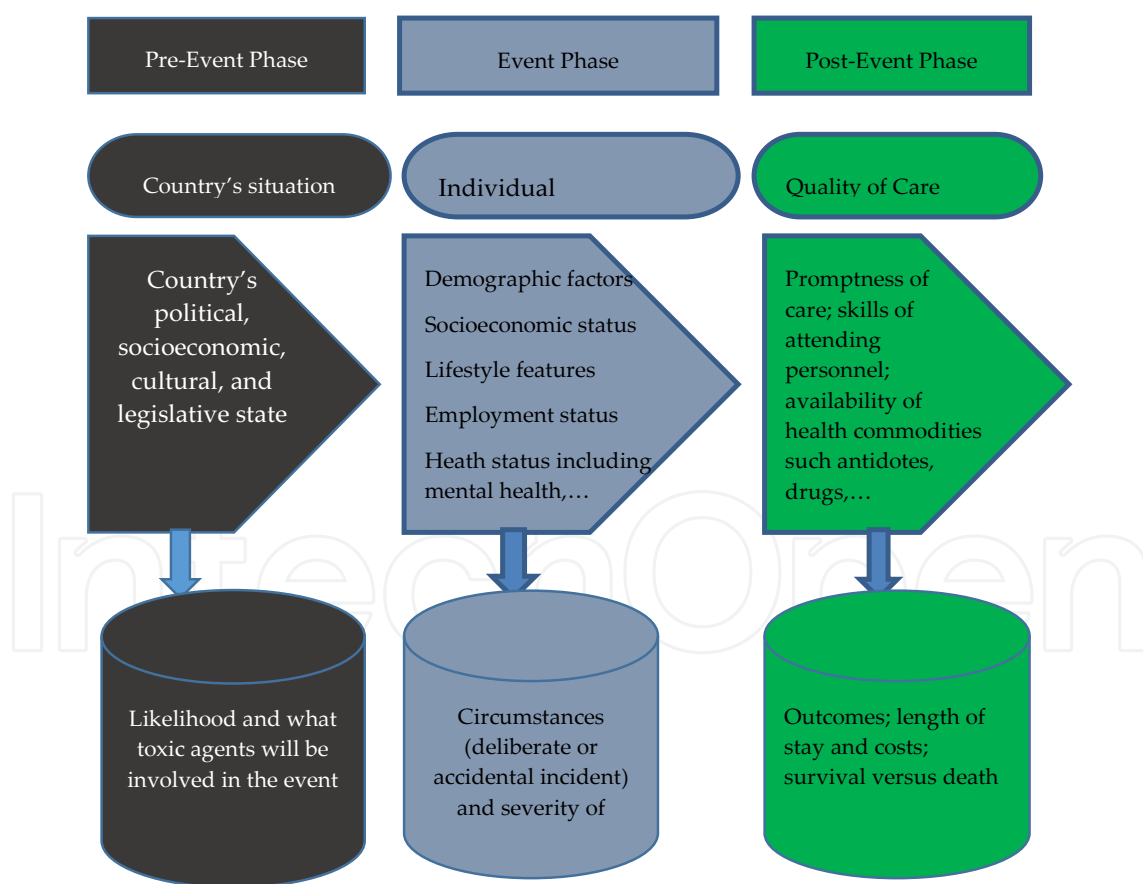 Pre-Event Phase
Event Phase
Post-Event Phase
Country's situation
Individual
Quality of Care
Country's
political,
socioeconomic,
cultural, and
legislative state
Demographic factors
Socioeconomic status
Lifestyle features
Employment status
Heath status including
mental health,…
Promptness of
care; skills of
attending
personnel;
availability of
health commodities
such antidotes,
drugs,…
Likelihood and what
toxic agents will be
involved in the event
Circumstances
(deliberate or
accidental incident)
and severity of
Outcomes; length of
stay and costs;
survival versus death
IntechOpen